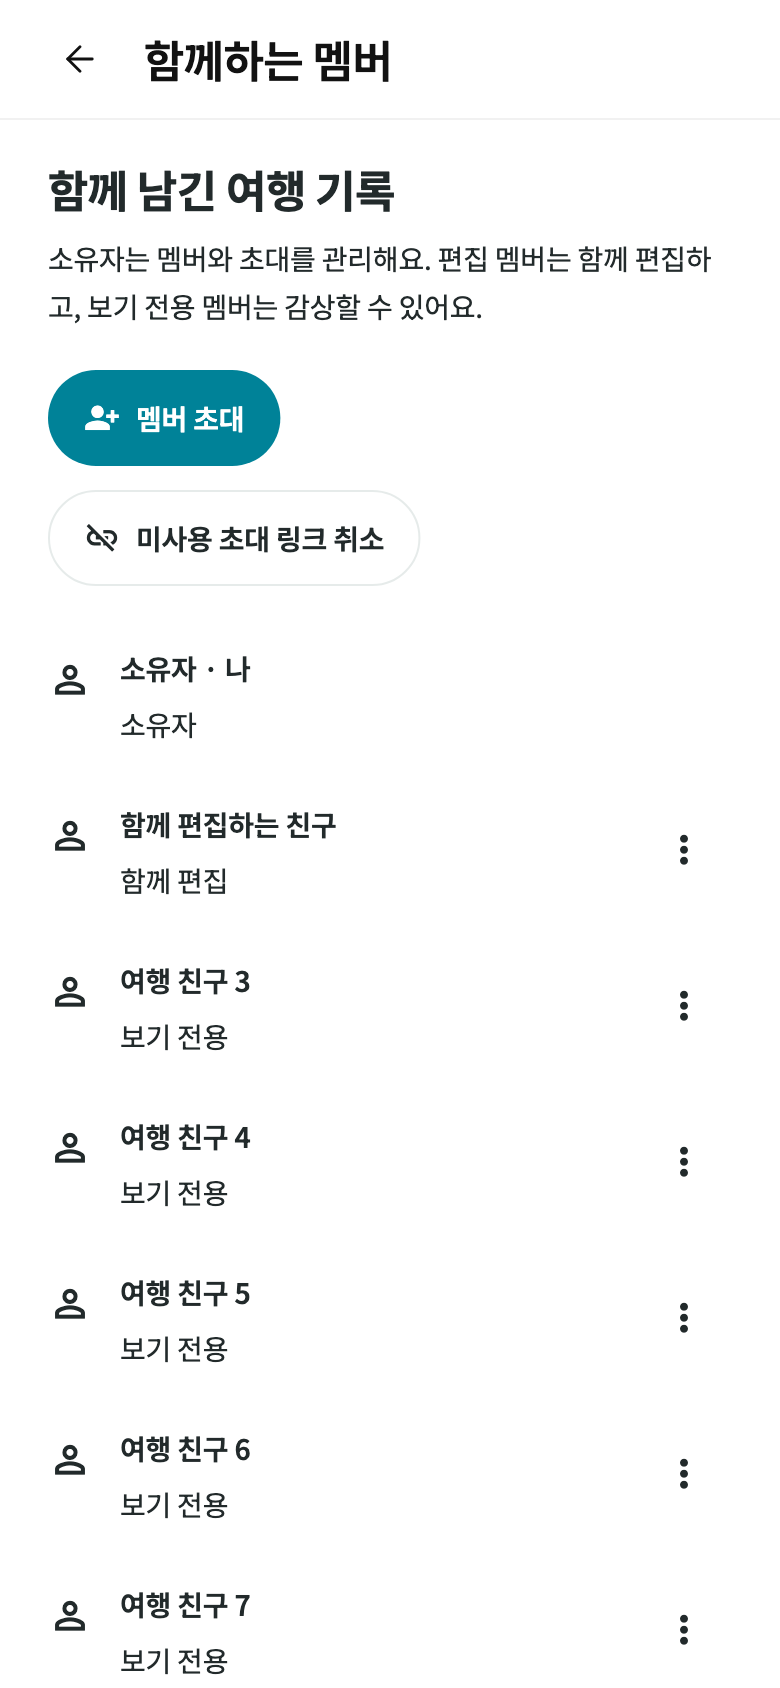 함께하는 멤버
함께 남긴 여행 기록
소유자는 멤버와 초대를 관리해요. 편집 멤버는 함께 편집하
고, 보기 전용 멤버는 감상할 수 있어요.
멤버 초대
미사용 초대 링크 취소
소유자 · 나
소유자
함께 편집하는 친구
함께 편집
여행 친구 3
보기 전용
여행 친구 4
보기 전용
여행 친구 5
보기 전용
여행 친구 6
보기 전용
여행 친구 7
보기 전용